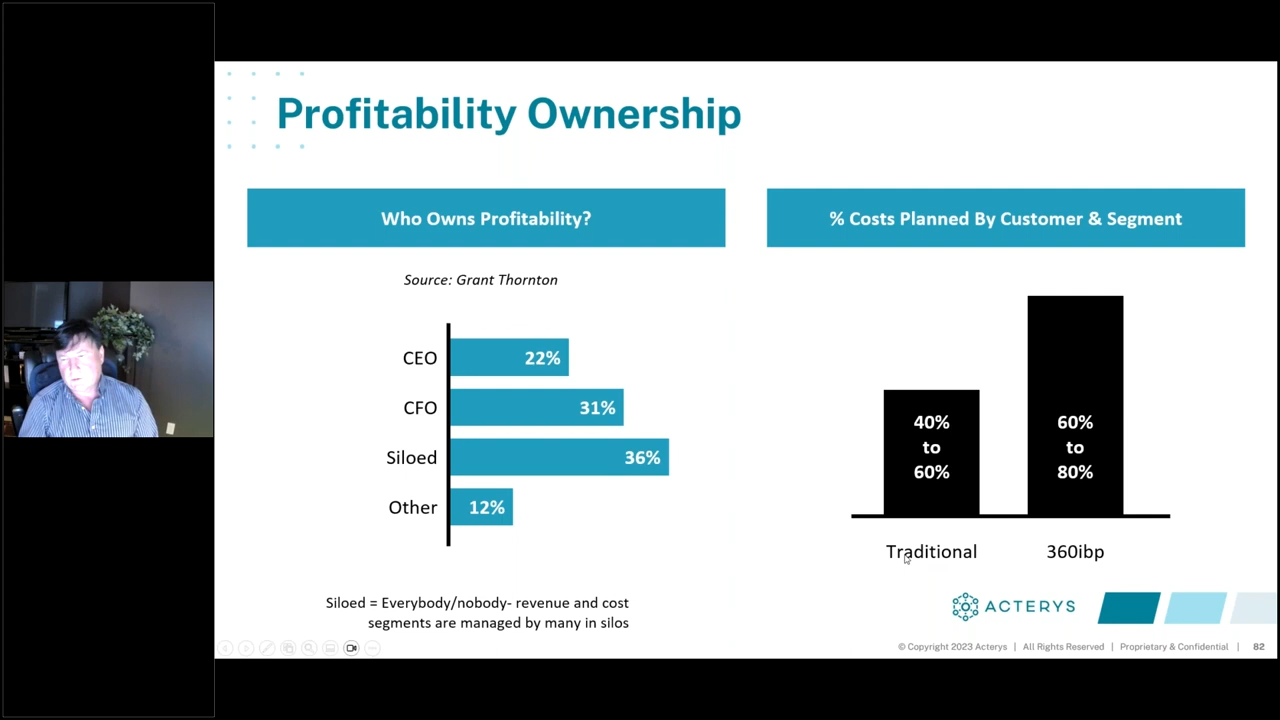 Profitability Ownership
Who Owns Profitability?
Source: Grant Thornton
CEO
22%
CFO
31%
Siloed
36%
Other
12%
Siloed = Everybody/nobody- revenue and cost
segments are managed by many in silos
% Costs Planned By Customer & Segment
40%
to
60%
60%
to
80%
Traditional
360ibp
ACTERYS
© Copyright 2023 Acterys | All Rights Reserved | Proprietary & Confidential | 82